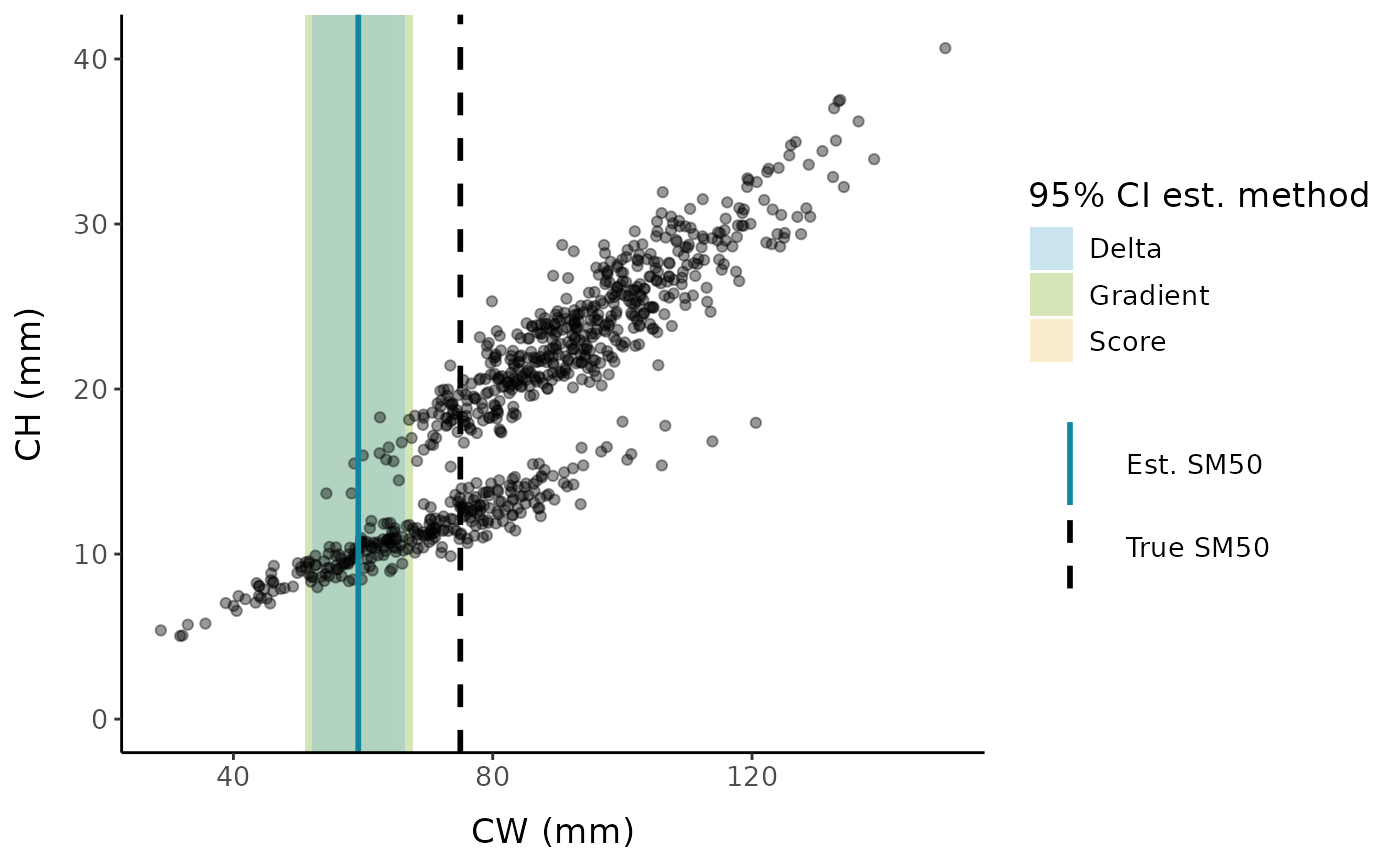 40
30
20
10
0
CH (mm)
40
80
120
CW (mm)
95% CI est. method
Delta
Gradient
Score
Est. SM50
True SM50